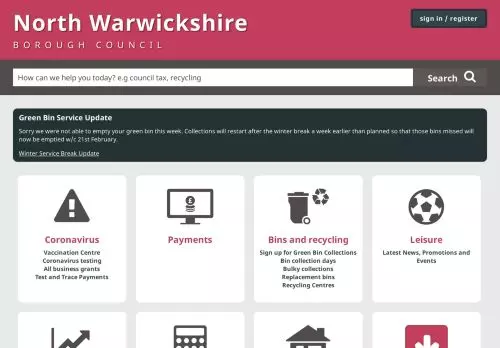 North Warwickshire
BOROUGH COUNCIL
sign in / register
How can we help you today? e.g council tax, recycling
Search
Green Bin Service Update
Sorry we were not able to empty your green bin this week. Collections will restart after the winter break a week earlier than planned so that those bins missed will
now be emptied w/c 21st February.
Winter Service Break Update
Coronavirus
Vaccination Centre
Coronavirus testing
All business grants
Test and Trace Payments
£
Payments
Bins and recycling
Sign up for Green Bin Collections
Bin collection days
Bulky collections
Replacement bins
Recycling Centres
Leisure
Latest News, Promotions and
Events